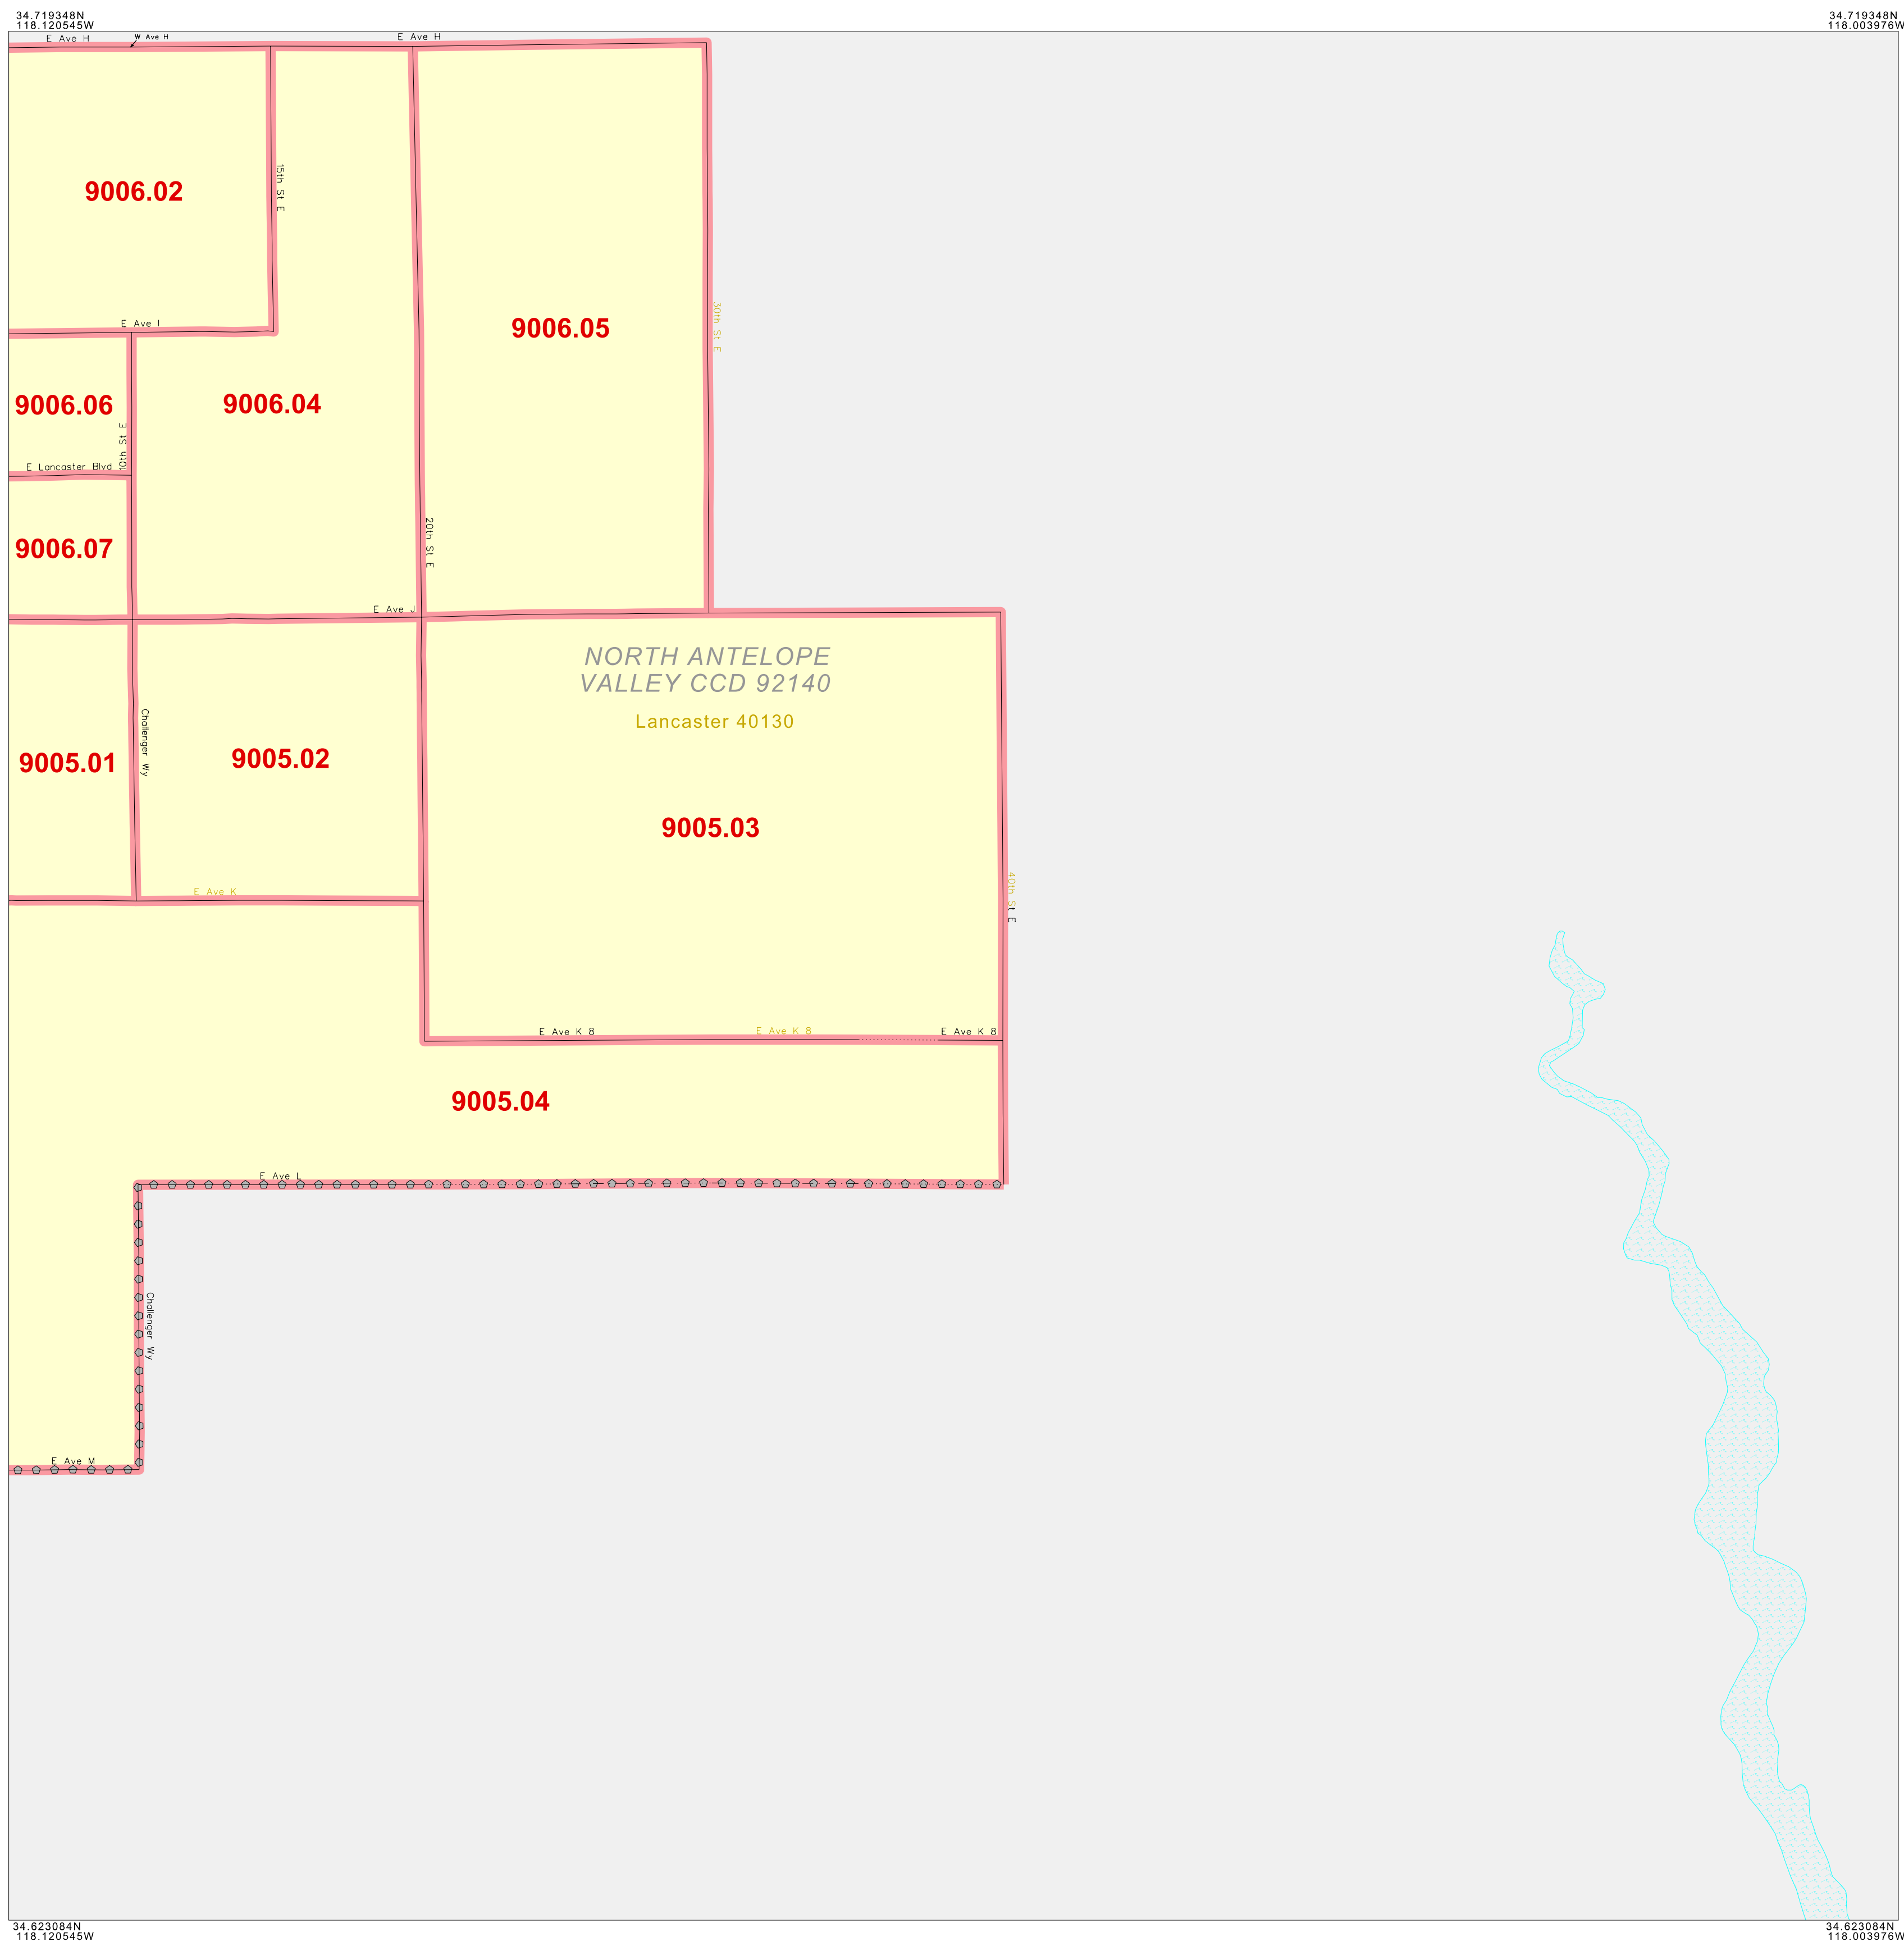 34.719348N
118.120545W
34.719348N
118.003976W
E Ave H
W Ave H
E Ave H
15th St E
9006.02
30th St E
E Ave I
9006.05
9006.06
9006.04
10th St E
E Lancaster Blvd
20th St E
9006.07
E Ave J
NORTH ANTELOPE
VALLEY CCD 92140
Lancaster 40130
Challenger Wy
9005.01
9005.02
9005.03
E Ave K
40th St E
E Ave K 8
E Ave K 8
E Ave K 8
9005.04
E Ave L
Challenger Wy
E Ave M
34.623084N
118.120545W
34.623084N
118.003976W